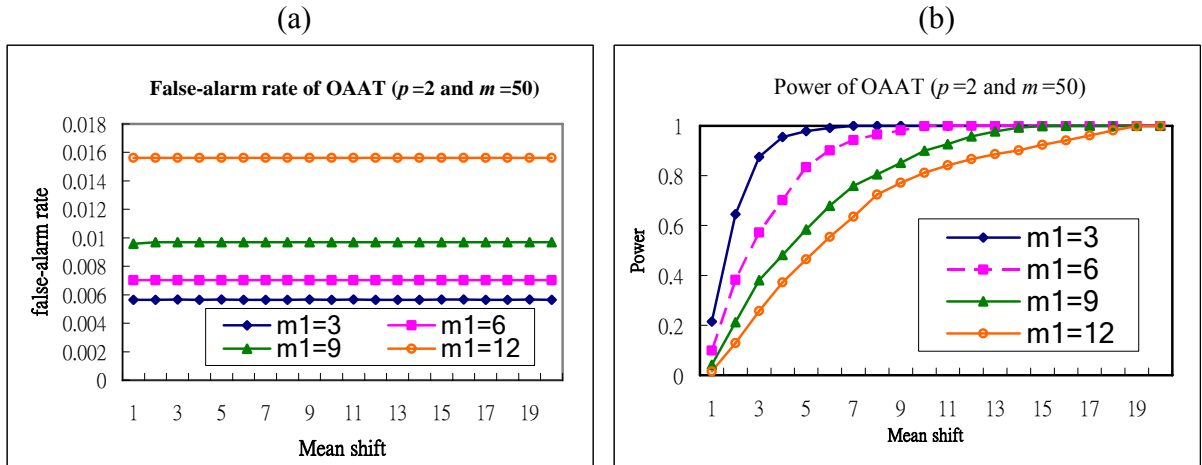 (a)
(b)
False-alarm rate of OAAT (p=2 and m=50)
0.018
0.016
0.014
0.012
0.01
0.008
0.006
0.004
0.002
0
false-alarm rate
m1=3 m1=6
m1=9 m1=12
1 3 5 7 9 11 13 15 17 19
Mean shift
Power of OAAT (p=2 and m=50)
1
0.8
0.6
0.4
0.2
0
Power
m1=3
m1=6
m1=9
m1=12
1 3 5 7 9 11 13 15 17 19
Mean shift